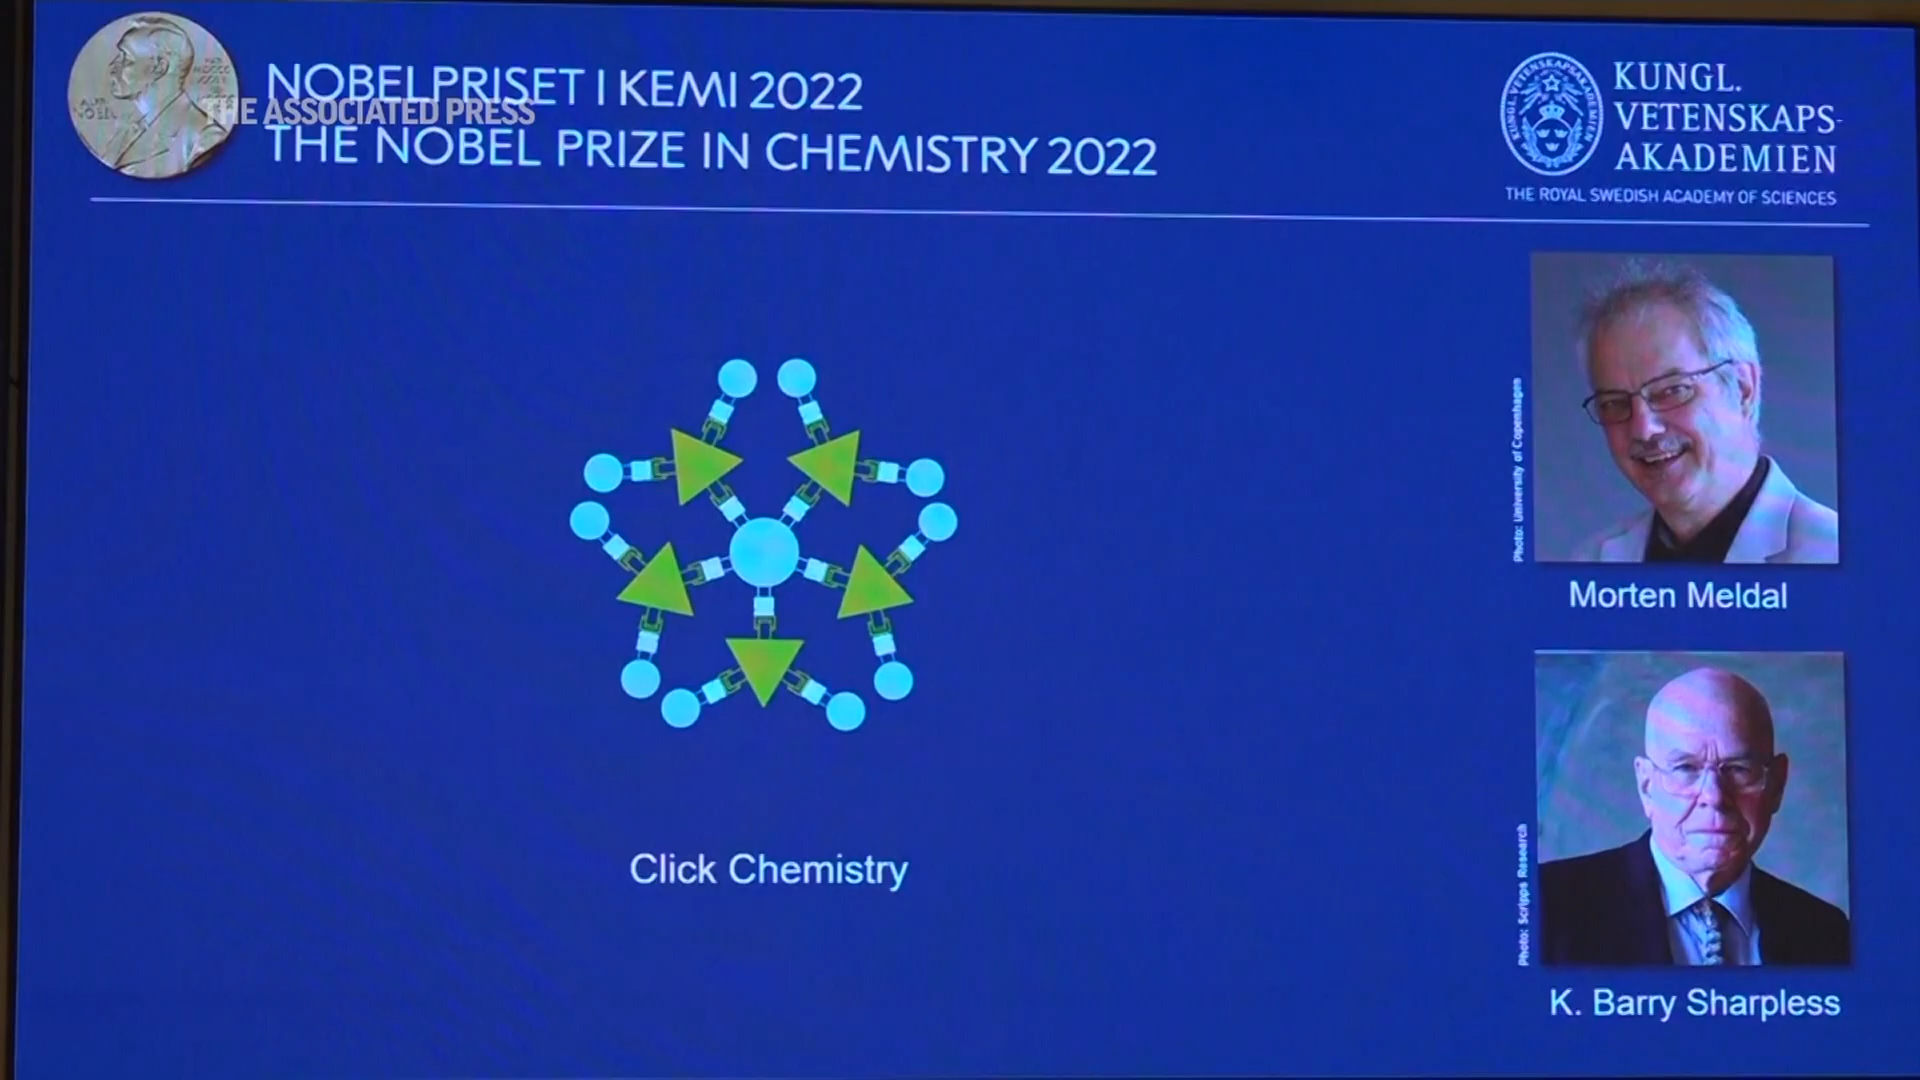 NOBELPRISET I KEMI 2022
THE ASSOCIATED PRESS
THE NOBEL PRIZE IN CHEMISTRY 2022
KUNGL.
VETENSKAPS-
AKADEMIEN
THE ROYAL SWEDISH ACADEMY OF SCIENCES
Photo: University of Copenhagen
Morten Meldal
Click Chemistry
Photo: Scripps Research
K. Barry Sharpless